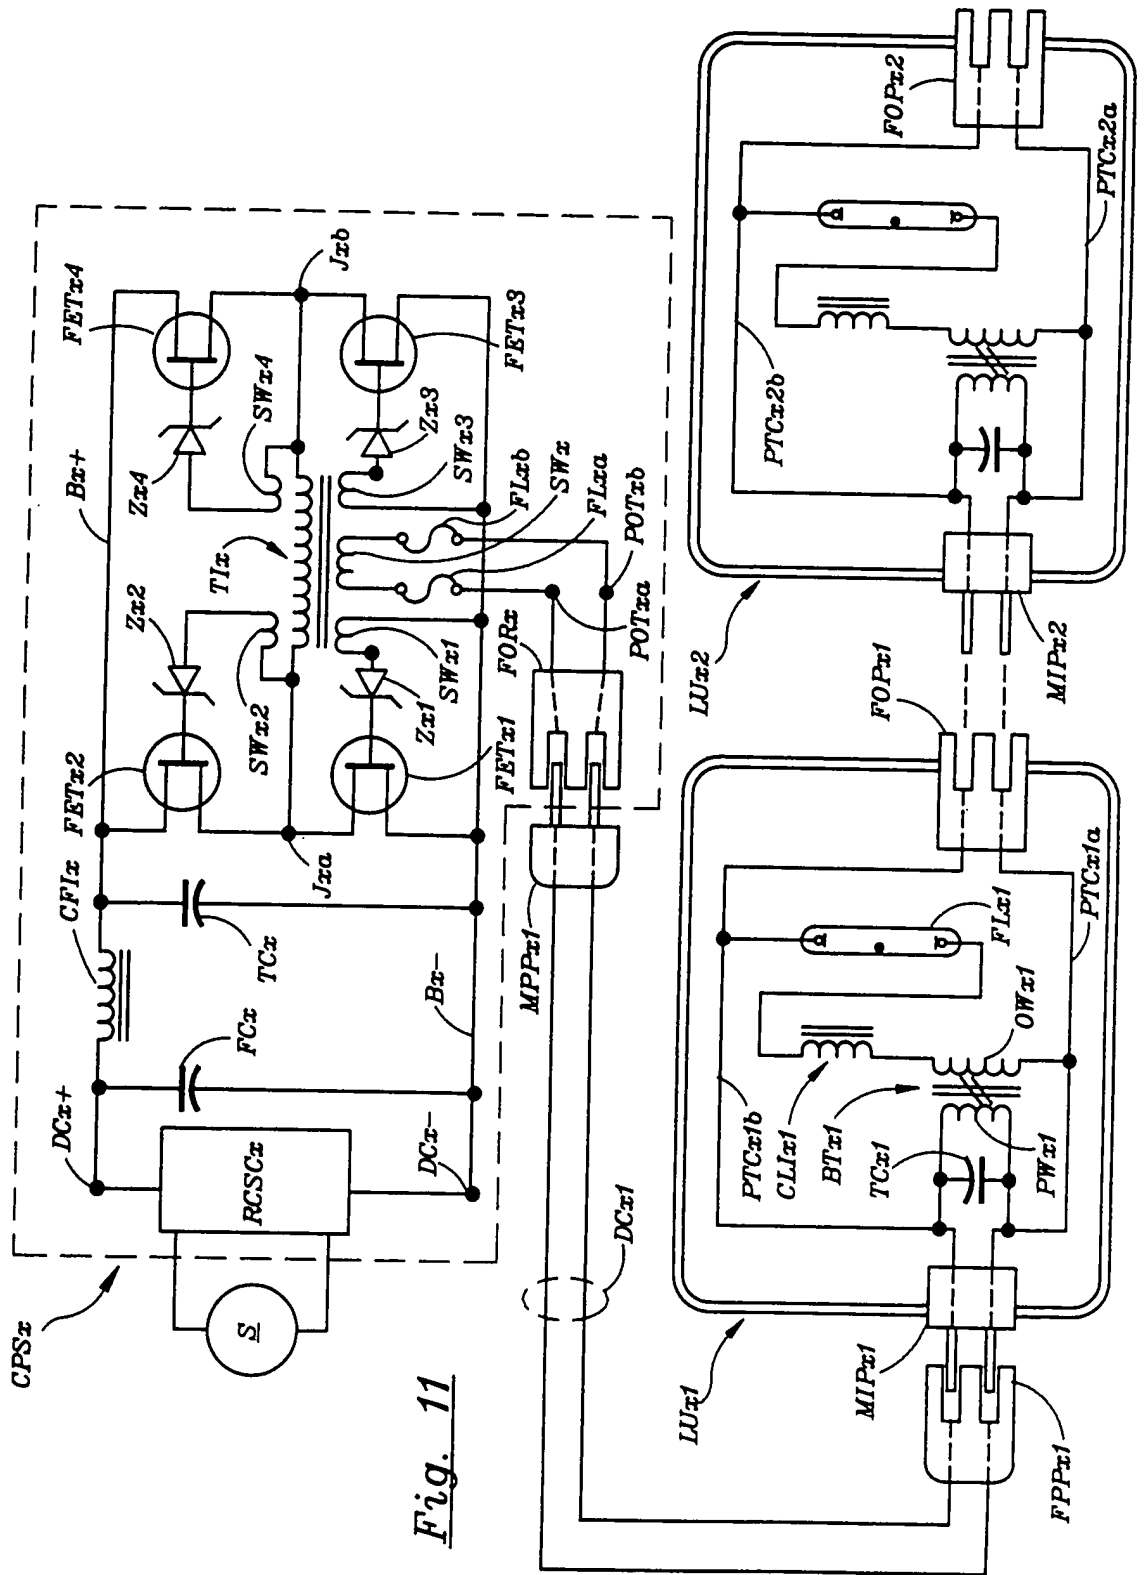 CPSx
S
RCSCx
DCx+
DCx-
FCx
CFIx
TCx
Bx-
Bx+
FETx2
Zx2
SWx2
Jxa
TIx
Zx4
SWx4
FETx4
Jxb
FETx3
Zx3
SWx3
SWx
FLxb
FLxa
POTxb
POTxa
FORx
SWx1
Zx1
FETx1
MPPx1
DCx1
Fig. 11
LUx1
MIPx1
FPPx1
PTCx1b
CLIx1
BTx1
TCx1
PWx1
OWx1
FLx1
PTCx1a
FOPx1
LUx2
MIPx2
PTCx2b
PTCx2a
FOPx2